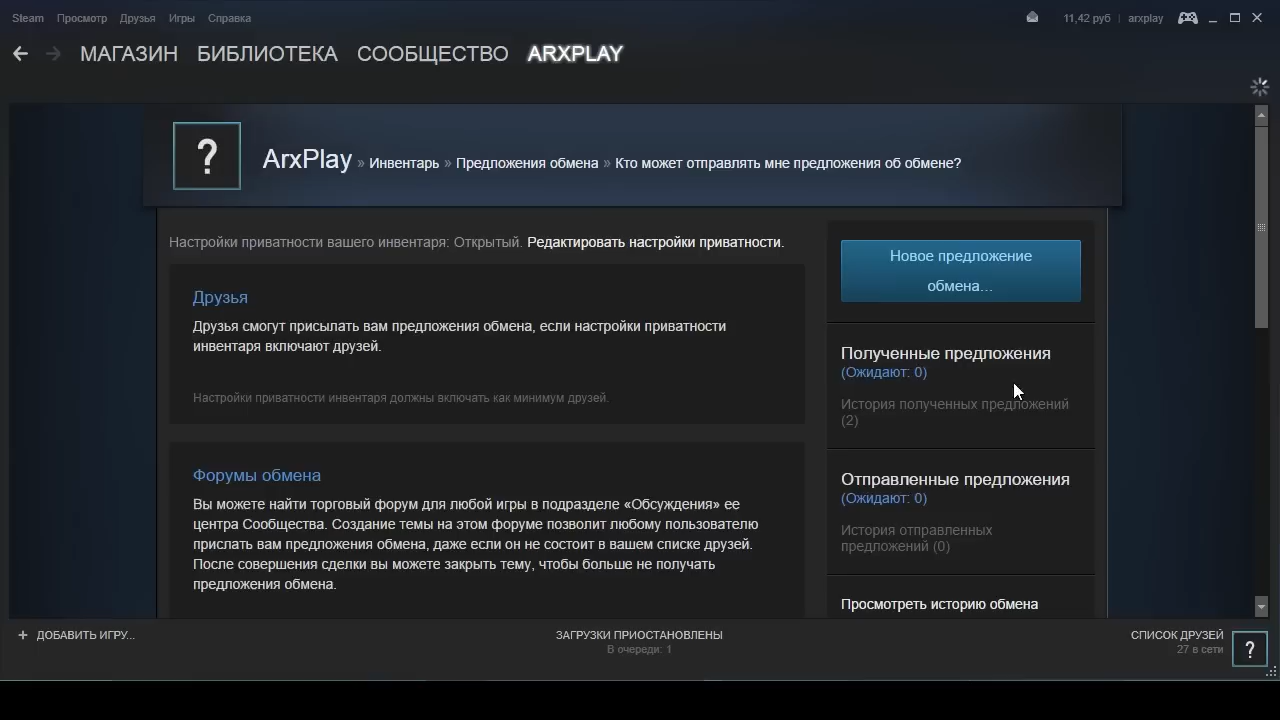 Steam Просмотр Друзья Игры Справка
11,42 руб arxplay
МАГАЗИН БИБЛИОТЕКА СООБЩЕСТВО ARXPLAY
?
ArxPlay » Инвентарь » Предложения обмена » Кто может отправлять мне предложения об обмене?
Настройки приватности вашего инвентаря: Открытый. Редактировать настройки приватности.
Друзья
Друзья смогут присылать вам предложения обмена, если настройки приватности
инвентаря включают друзей.
Настройки приватности инвентаря должны включать как минимум друзей.
Форумы обмена
Вы можете найти торговый форум для любой игры в подразделе «Обсуждения» ее
центра Сообщества. Создание темы на этом форуме позволит любому пользователю
прислать вам предложения обмена, даже если он не состоит в вашем списке друзей.
После совершения сделки вы можете закрыть тему, чтобы больше не получать
предложения обмена.
Новое предложение
обмена...
Полученные предложения
(Ожидают: 0)
История полученных предложений
(2)
Отправленные предложения
(Ожидают: 0)
История отправленных
предложений (0)
Просмотреть историю обмена
+ ДОБАВИТЬ ИГРУ...
ЗАГРУЗКИ ПРИОСТАНОВЛЕНЫ
В очереди: 1
СПИСОК ДРУЗЕЙ
27 в сети
?